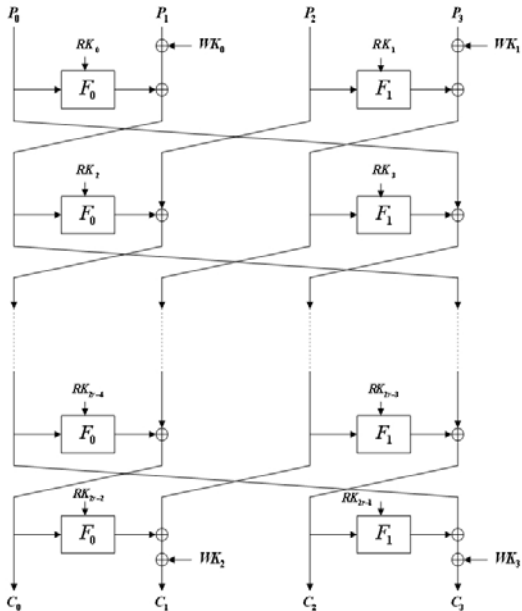 P₀ P₁ P₂ P₃
RK₀ WK₀ RK₁ WK₁
F₀ F₁
RK₂ RK₃
F₀ F₁
RK₂ᵣ₋₄ RK₂ᵣ₋₃
F₀ F₁
RK₂ᵣ₋₂ RK₂ᵣ₋₁
F₀ F₁
WK₂ WK₃
C₀ C₁ C₂ C₃